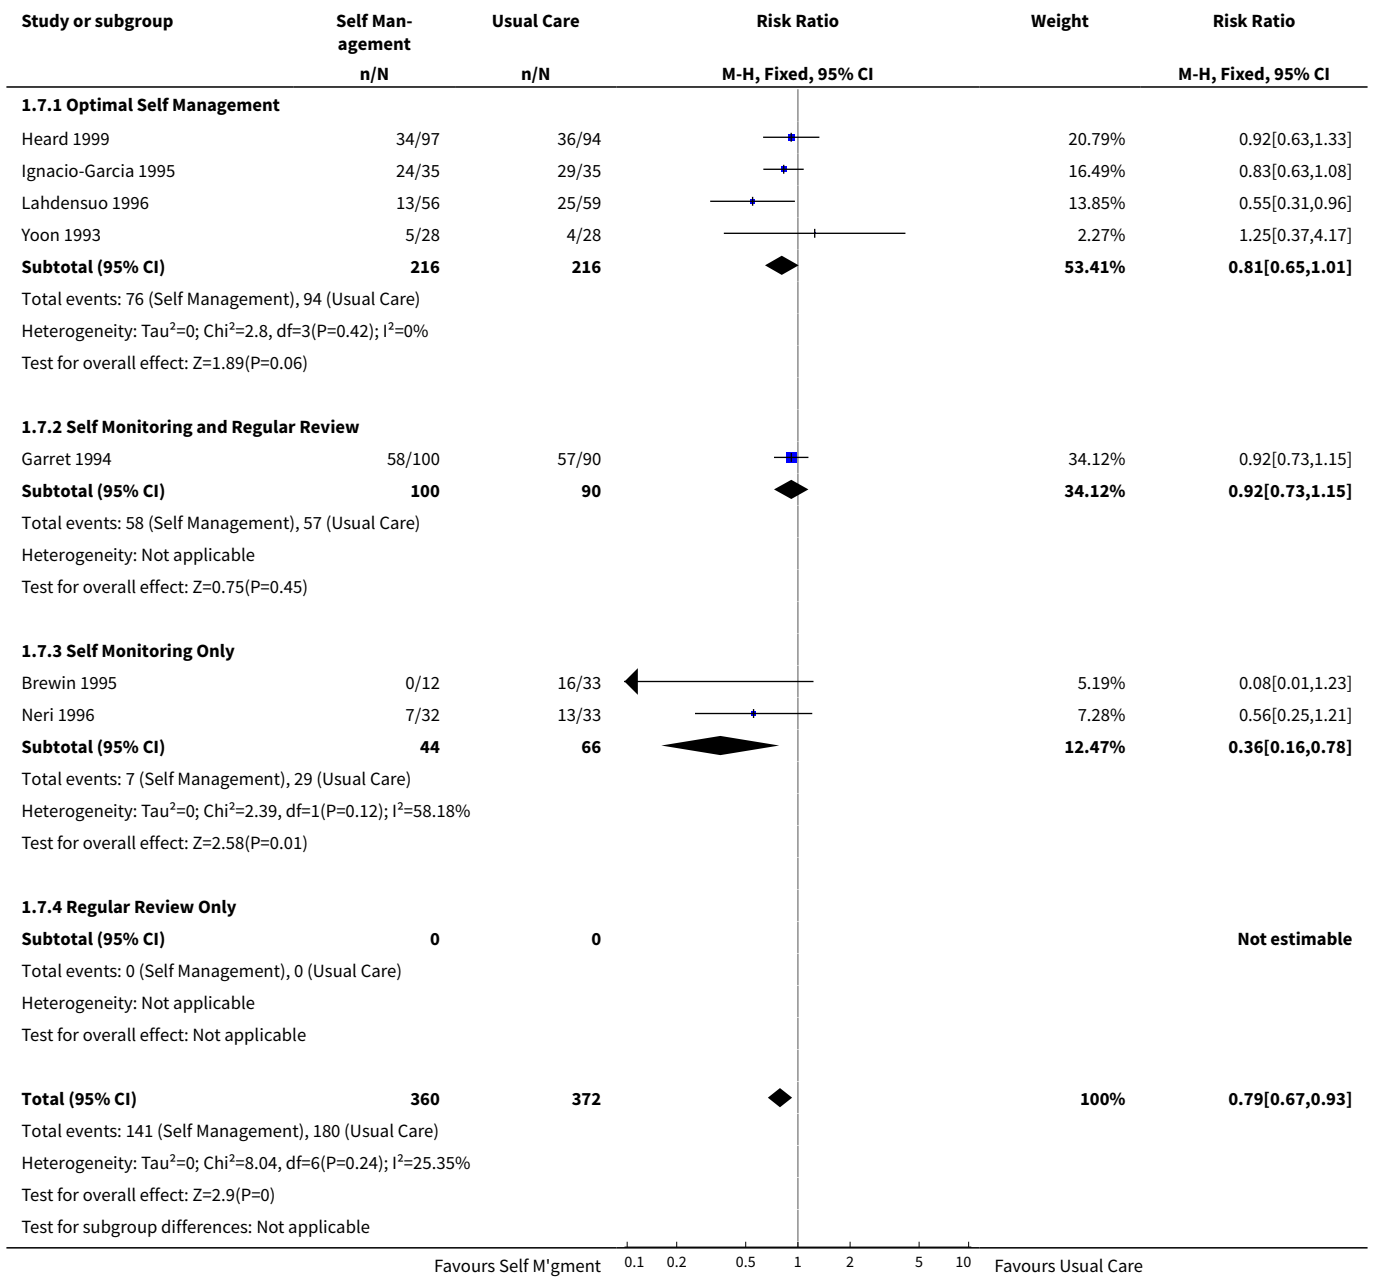 Study or subgroup Self Man- Usual Care Risk Ratio Weight Risk Ratio
agement
n/N n/N M-H, Fixed, 95% CI M-H, Fixed, 95% CI
1.7.1 Optimal Self Management
Heard 1999 34/97 36/94 20.79% 0.92[0.63,1.33]
Ignacio-Garcia 1995 24/35 29/35 16.49% 0.83[0.63,1.08]
Lahdensuo 1996 13/56 25/59 13.85% 0.55[0.31,0.96]
Yoon 1993 5/28 4/28 2.27% 1.25[0.37,4.17]
Subtotal (95% CI) 216 216 53.41% 0.81[0.65,1.01]
Total events: 76 (Self Management), 94 (Usual Care)
Heterogeneity: Tau²=0; Chi²=2.8, df=3(P=0.42); I²=0%
Test for overall effect: Z=1.89(P=0.06)
1.7.2 Self Monitoring and Regular Review
Garret 1994 58/100 57/90 34.12% 0.92[0.73,1.15]
Subtotal (95% CI) 100 90 34.12% 0.92[0.73,1.15]
Total events: 58 (Self Management), 57 (Usual Care)
Heterogeneity: Not applicable
Test for overall effect: Z=0.75(P=0.45)
1.7.3 Self Monitoring Only
Brewin 1995 0/12 16/33 5.19% 0.08[0.01,1.23]
Neri 1996 7/32 13/33 7.28% 0.56[0.25,1.21]
Subtotal (95% CI) 44 66 12.47% 0.36[0.16,0.78]
Total events: 7 (Self Management), 29 (Usual Care)
Heterogeneity: Tau²=0; Chi²=2.39, df=1(P=0.12); I²=58.18%
Test for overall effect: Z=2.58(P=0.01)
1.7.4 Regular Review Only
Subtotal (95% CI) 0 0 Not estimable
Total events: 0 (Self Management), 0 (Usual Care)
Heterogeneity: Not applicable
Test for overall effect: Not applicable
Total (95% CI) 360 372 100% 0.79[0.67,0.93]
Total events: 141 (Self Management), 180 (Usual Care)
Heterogeneity: Tau²=0; Chi²=8.04, df=6(P=0.24); I²=25.35%
Test for overall effect: Z=2.9(P=0)
Test for subgroup differences: Not applicable
Favours Self M'gment 0.1 0.2 0.5 1 2 5 10 Favours Usual Care